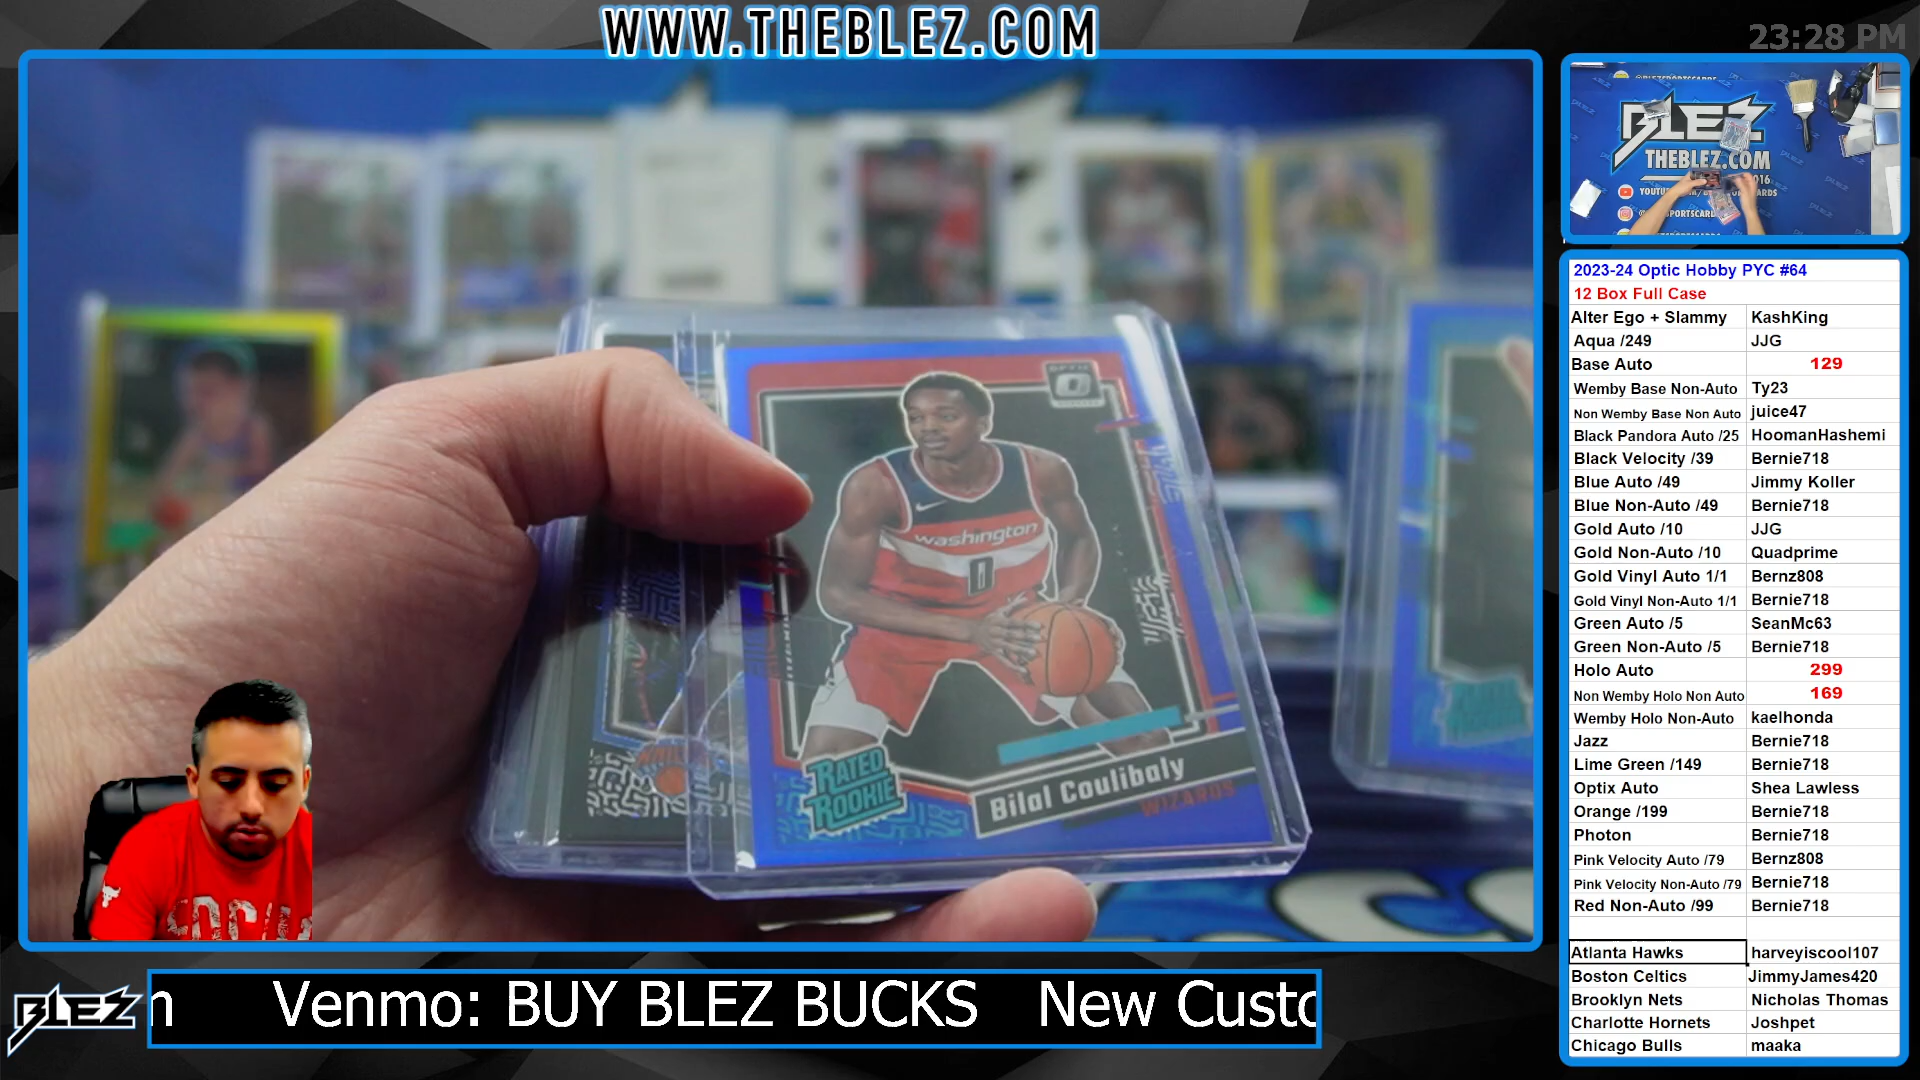 WWW.THEBLEZ.COM
23:28 PM
BLEZ
THEBLEZ.COM
2023-24 Optic Hobby PYC #64
12 Box Full Case
Alter Ego + Slammy KashKing
Aqua /249 JJG
Base Auto 129
Wemby Base Non-Auto Ty23
Non Wemby Base Non Auto juice47
Black Pandora Auto /25 HoomanHashemi
Black Velocity /39 Bernie718
Blue Auto /49 Jimmy Koller
Blue Non-Auto /49 Bernie718
Gold Auto /10 JJG
Gold Non-Auto /10 Quadprime
Gold Vinyl Auto 1/1 Bernz808
Gold Vinyl Non-Auto 1/1 Bernie718
Green Auto /5 SeanMc63
Green Non-Auto /5 Bernie718
Holo Auto 299
Non Wemby Holo Non Auto 169
Wemby Holo Non-Auto kaelhonda
Jazz Bernie718
Lime Green /149 Bernie718
Optix Auto Shea Lawless
Orange /199 Bernie718
Photon Bernie718
Pink Velocity Auto /79 Bernz808
Pink Velocity Non-Auto /79 Bernie718
Red Non-Auto /99 Bernie718
Atlanta Hawks harveyiscool107
Boston Celtics JimmyJames420
Brooklyn Nets Nicholas Thomas
Charlotte Hornets Joshpet
Chicago Bulls maaka
OPTIC
washington
0
RATED
ROOKIE
Bilal Coulibaly
WIZARDS
BLEZ
Venmo: BUY BLEZ BUCKS New Custo